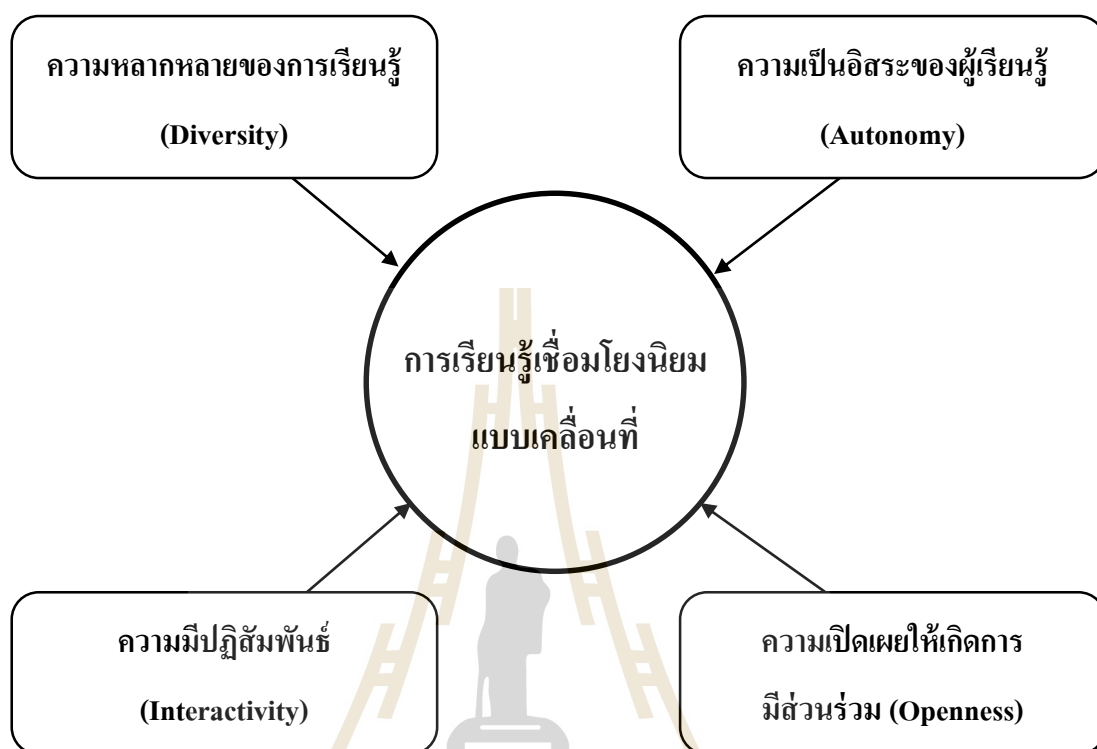 ความหลากหลายของการเรียนรู้
(Diversity)
ความเป็นอิสระของผู้เรียนรู้
(Autonomy)
การเรียนรู้เชื่อมโยงนิยม
แบบเคลื่อนที่
ความมีปฏิสัมพันธ์
(Interactivity)
ความเปิดเผยให้เกิดการ
มีส่วนร่วม (Openness)